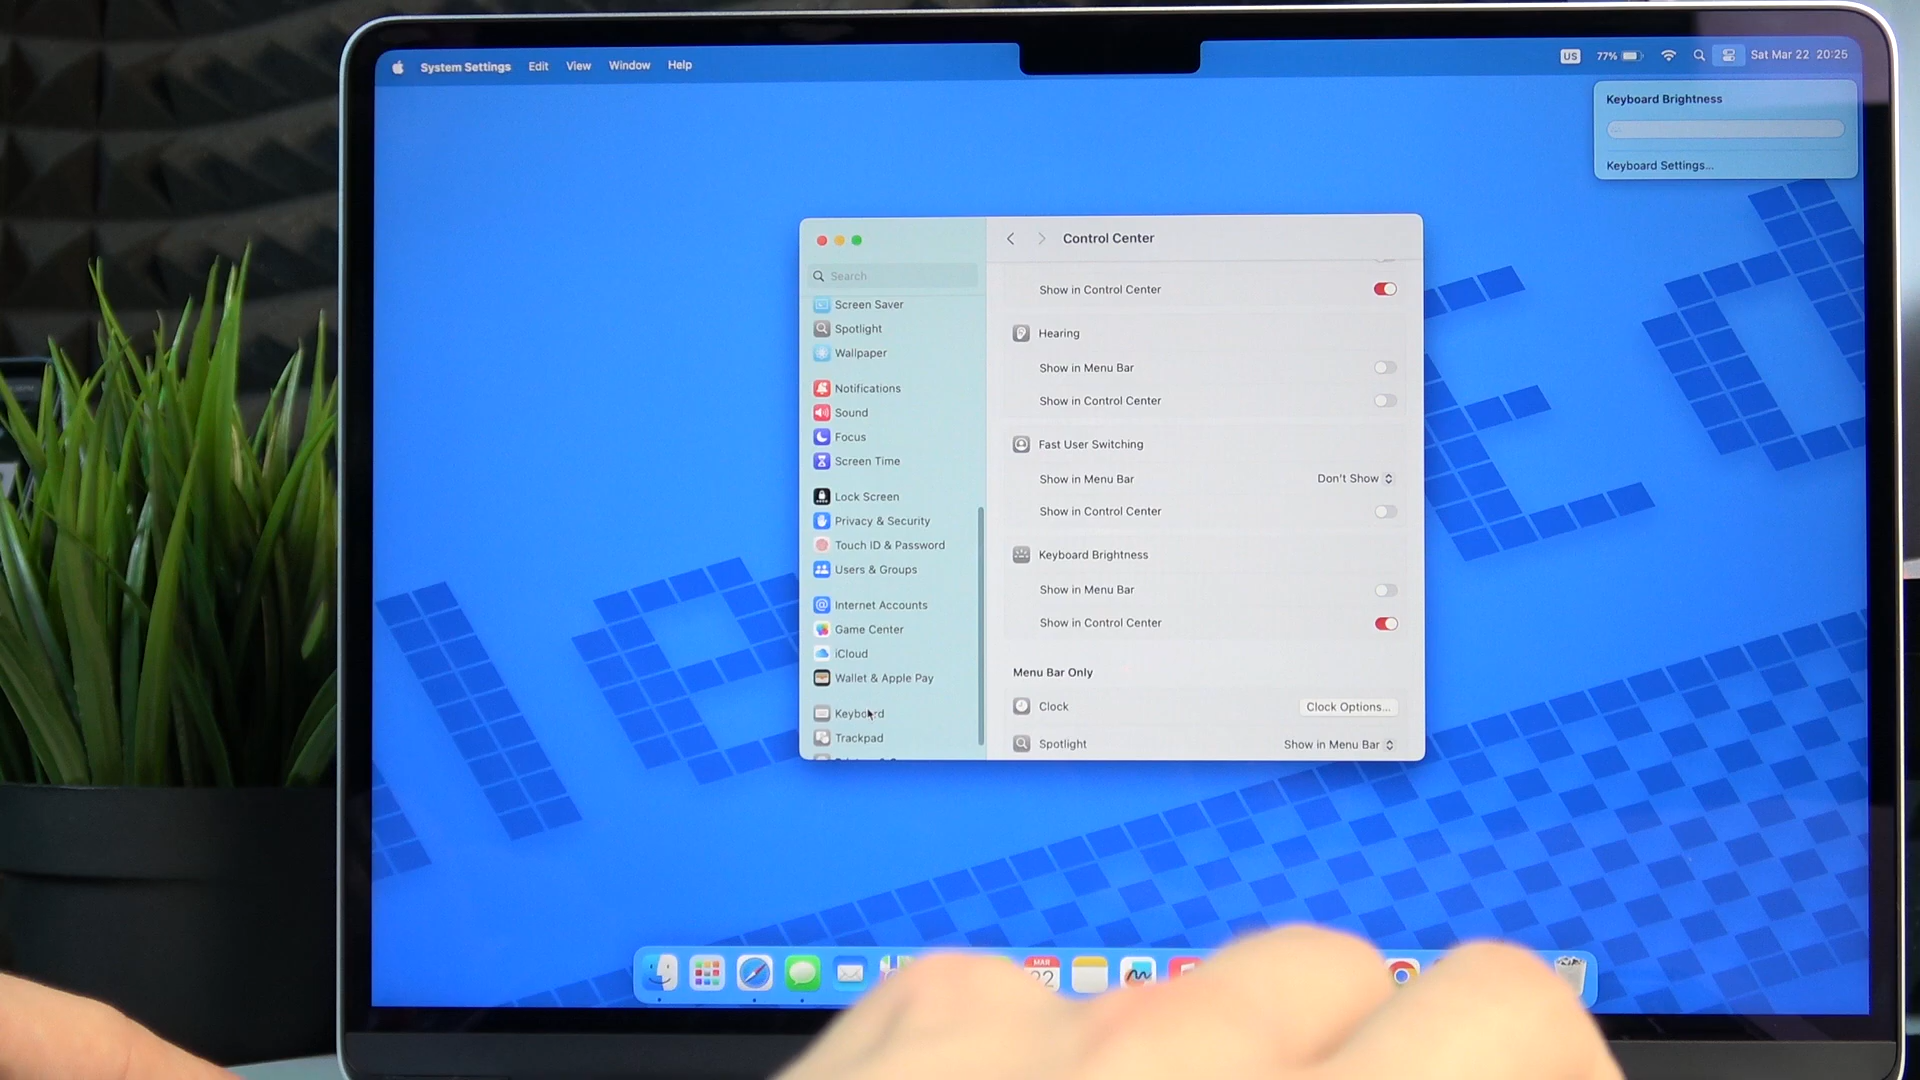 System Settings Edit View Window Help
US 77% Sat Mar 22 20:25
Keyboard Brightness
Keyboard Settings...
Search
Screen Saver
Spotlight
Wallpaper
Notifications
Sound
Focus
Screen Time
Lock Screen
Privacy & Security
Touch ID & Password
Users & Groups
Internet Accounts
Game Center
iCloud
Wallet & Apple Pay
Keyboard
Trackpad
Control Center
Show in Control Center
Hearing
Show in Menu Bar
Show in Control Center
Fast User Switching
Show in Menu Bar Don't Show
Show in Control Center
Keyboard Brightness
Show in Menu Bar
Show in Control Center
Menu Bar Only
Clock Clock Options...
Spotlight Show in Menu Bar
MAR
22